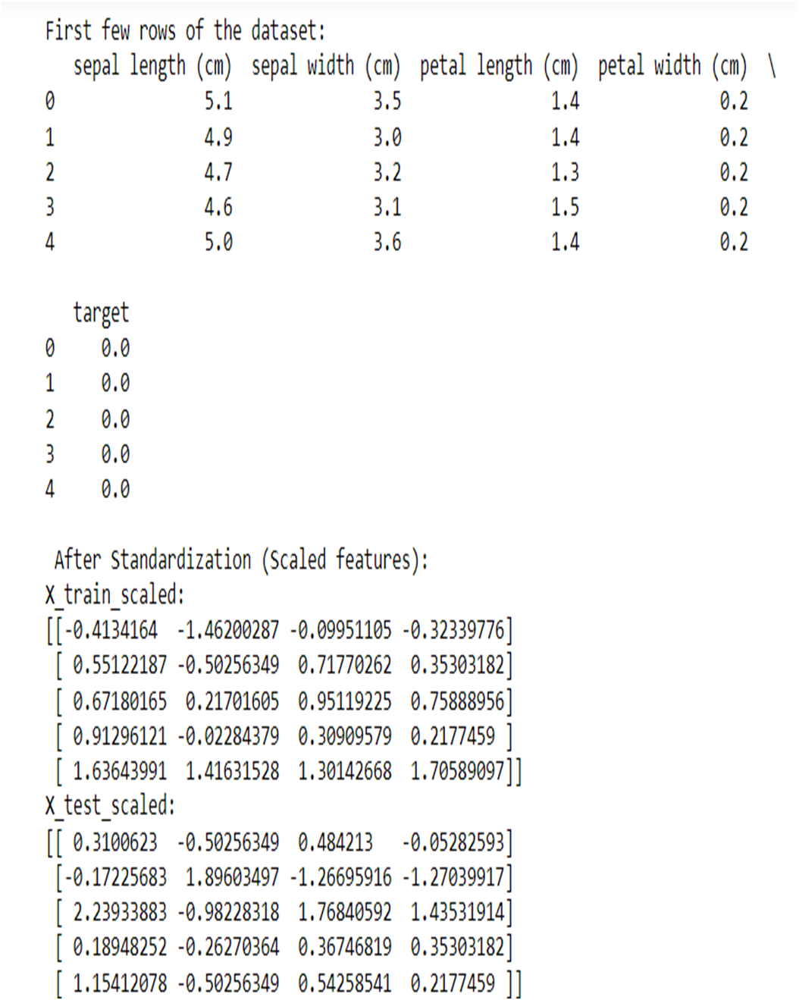 First few rows of the dataset:
   sepal length (cm)  sepal width (cm)  petal length (cm)  petal width (cm)  \
0                5.1               3.5                1.4               0.2
1                4.9               3.0                1.4               0.2
2                4.7               3.2                1.3               0.2
3                4.6               3.1                1.5               0.2
4                5.0               3.6                1.4               0.2
   target
0     0.0
1     0.0
2     0.0
3     0.0
4     0.0
 After Standardization (Scaled features):
X_train_scaled:
[[-0.4134164  -1.46200287 -0.09951105 -0.32339776]
 [ 0.55122187 -0.50256349  0.71770262  0.35303182]
 [ 0.67180165  0.21701605  0.95119225  0.75888956]
 [ 0.91296121 -0.02284379  0.30909579  0.2177459 ]
 [ 1.63643991  1.41631528  1.30142668  1.70589097]]
X_test_scaled:
[[ 0.3100623  -0.50256349  0.484213   -0.05282593]
 [-0.17225683  1.89603497 -1.26695916 -1.27039917]
 [ 2.23933883 -0.98228318  1.76840592  1.43531914]
 [ 0.18948252 -0.26270364  0.36746819  0.35303182]
 [ 1.15412078 -0.50256349  0.54258541  0.2177459 ]]